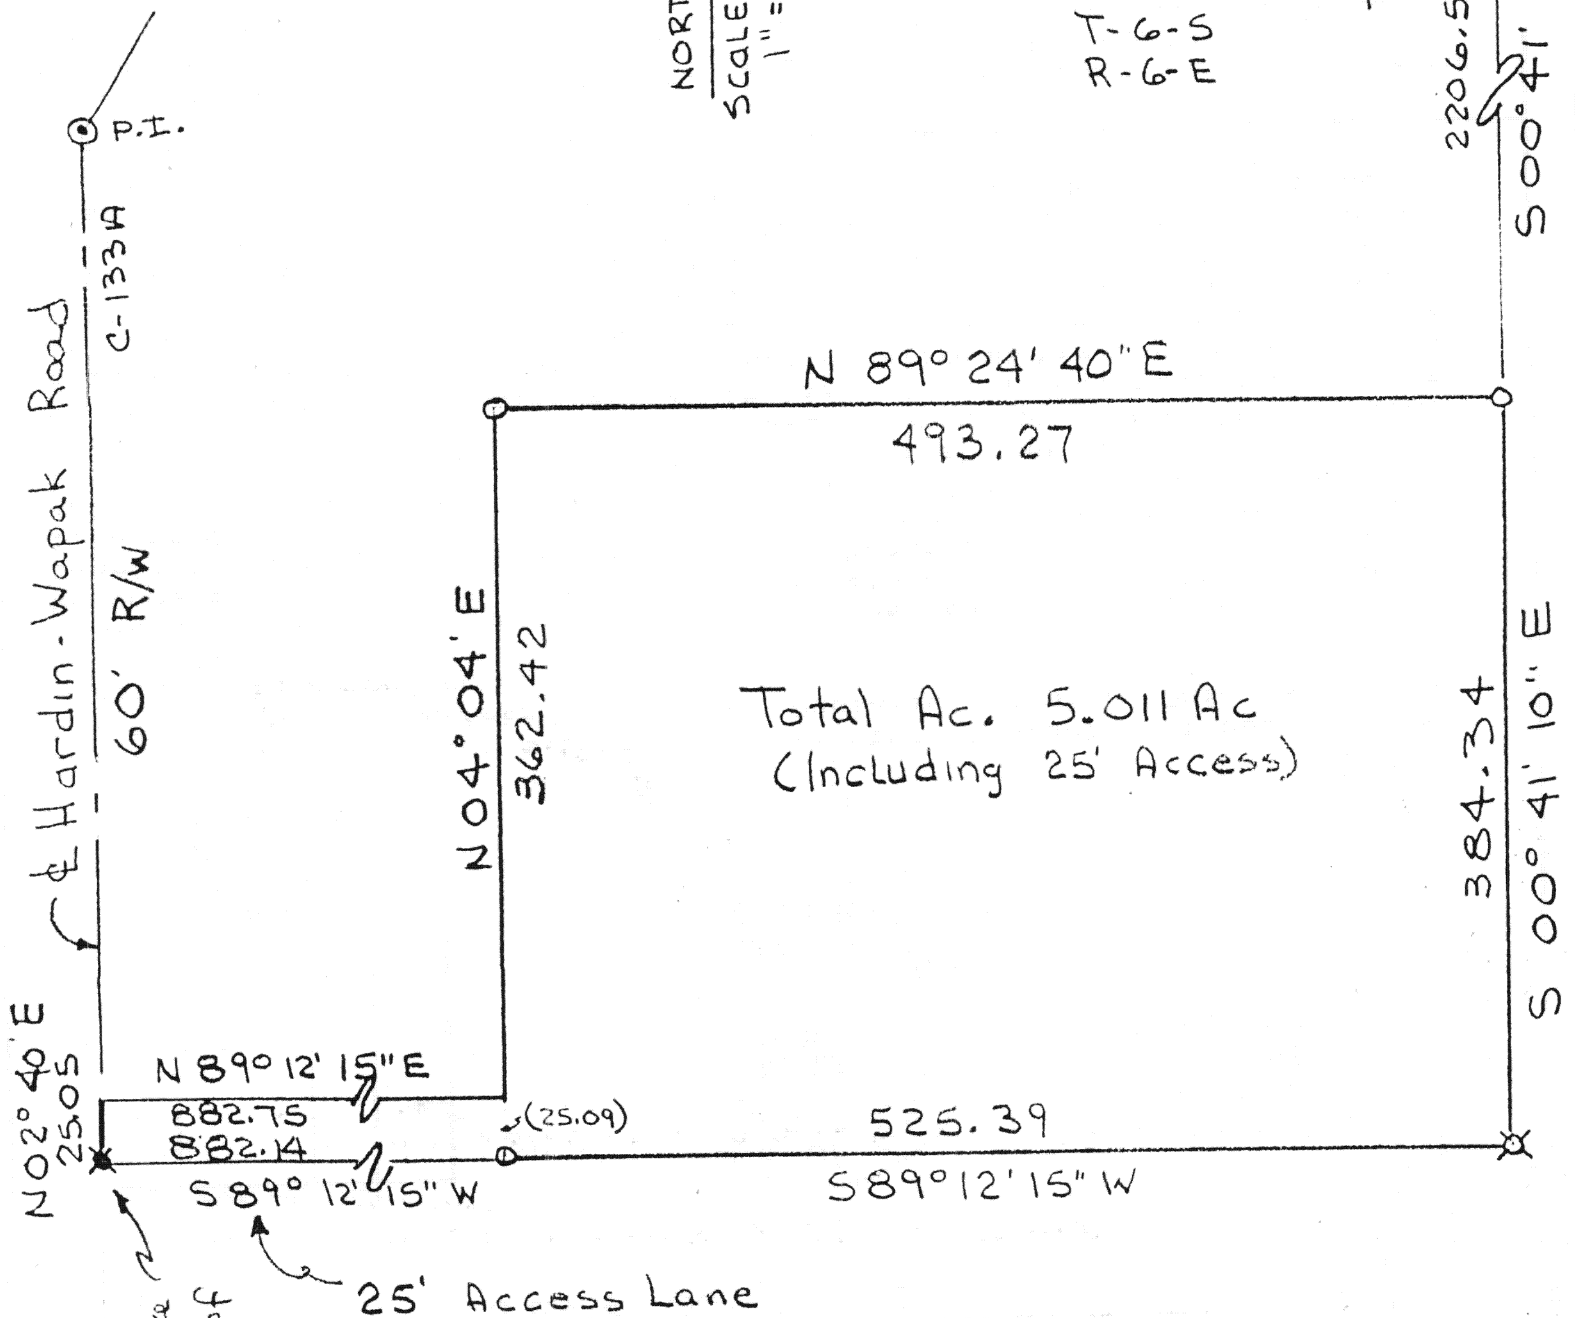 NORT
SCALE
1" =
T-6-S
R-6-E
2206.5
S 00° 41'
P.I.
C-133A
℄ Hardin-Wapak Road
60' R/W
N 89° 24' 40" E
493.27
N 04° 04' E
362.42
Total Ac. 5.011 Ac
(Including 25' Access)
384.34
S 00° 41' 10" E
N 02° 40' E
25.05
N 89° 12' 15" E
882.75
882.14
S 89° 12' 15" W
(25.09)
525.39
S 89° 12' 15" W
25' Access Lane